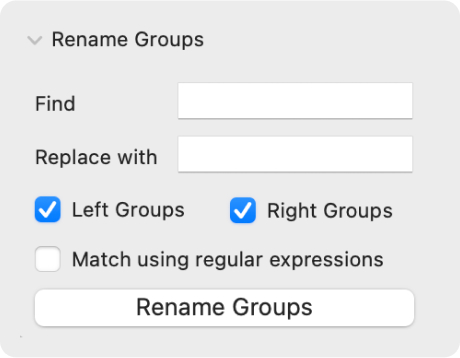 Rename Groups
Find
Replace with
Left Groups Right Groups
Match using regular expressions
Rename Groups